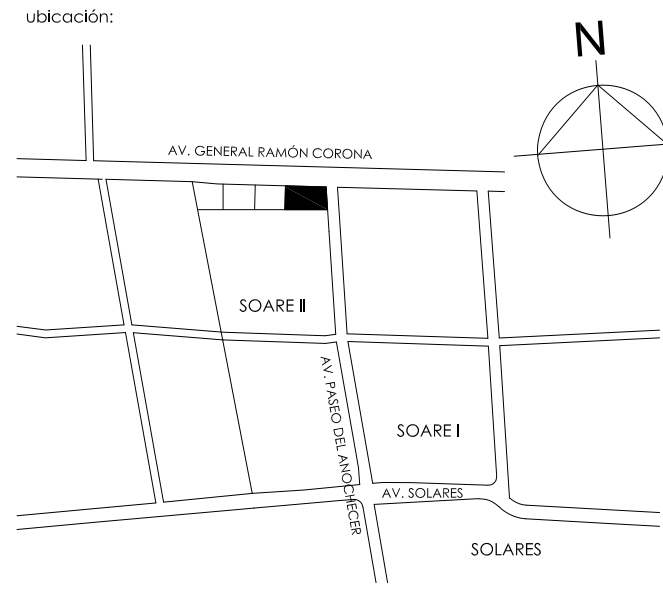 ubicación:
N
AV. GENERAL RAMÓN CORONA
SOARE II
AV. PASEO DEL ANOCHECER
SOARE I
AV. SOLARES
SOLARES